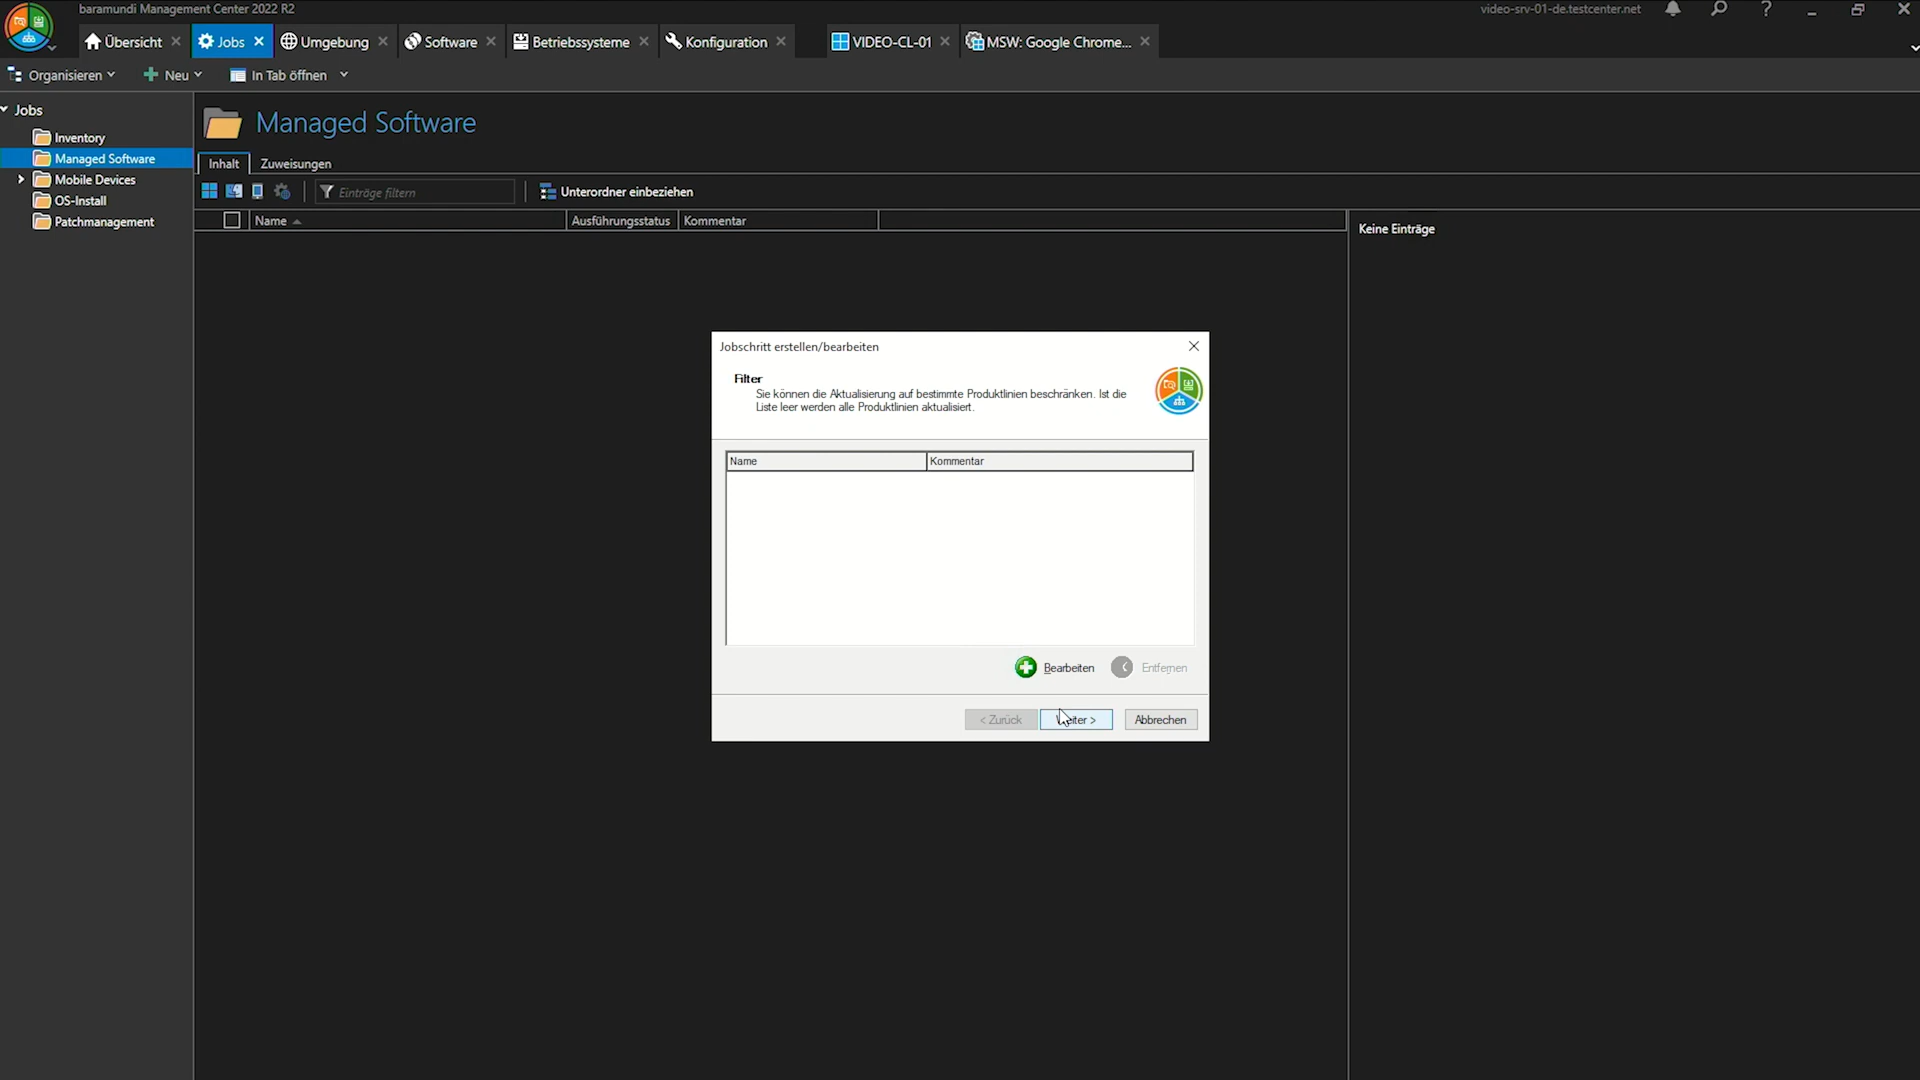 baramundi Management Center 2022 R2
video-srv-01-de.testcenter.net
Übersicht
Jobs
Umgebung
Software
Betriebssysteme
Konfiguration
VIDEO-CL-01
MSW: Google Chrome...
Organisieren
Neu
In Tab öffnen
Jobs
Inventory
Managed Software
Mobile Devices
OS-Install
Patchmanagement
Managed Software
Inhalt
Zuweisungen
Einträge filtern
Unterordner einbeziehen
Name
Ausführungsstatus
Kommentar
Keine Einträge
Jobschritt erstellen/bearbeiten
Filter
Sie können die Aktualisierung auf bestimmte Produktlinien beschränken. Ist die
Liste leer werden alle Produktlinien aktualisiert.
Name
Kommentar
Bearbeiten
Entfernen
< Zurück
Weiter >
Abbrechen